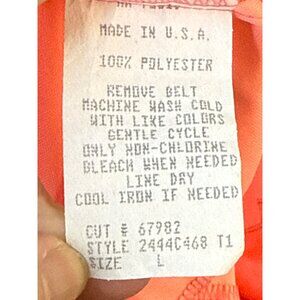 MADE IN U.S.A.
100% POLYESTER
REMOVE BELT
MACHINE WASH COLD
WITH LIKE COLORS
GENTLE CYCLE
ONLY NON-CHLORINE
BLEACH WHEN NEEDED
LINE DRY
COOL IRON IF NEEDED
CUT # 67982
STYLE 2444C468 T1
SIZE L